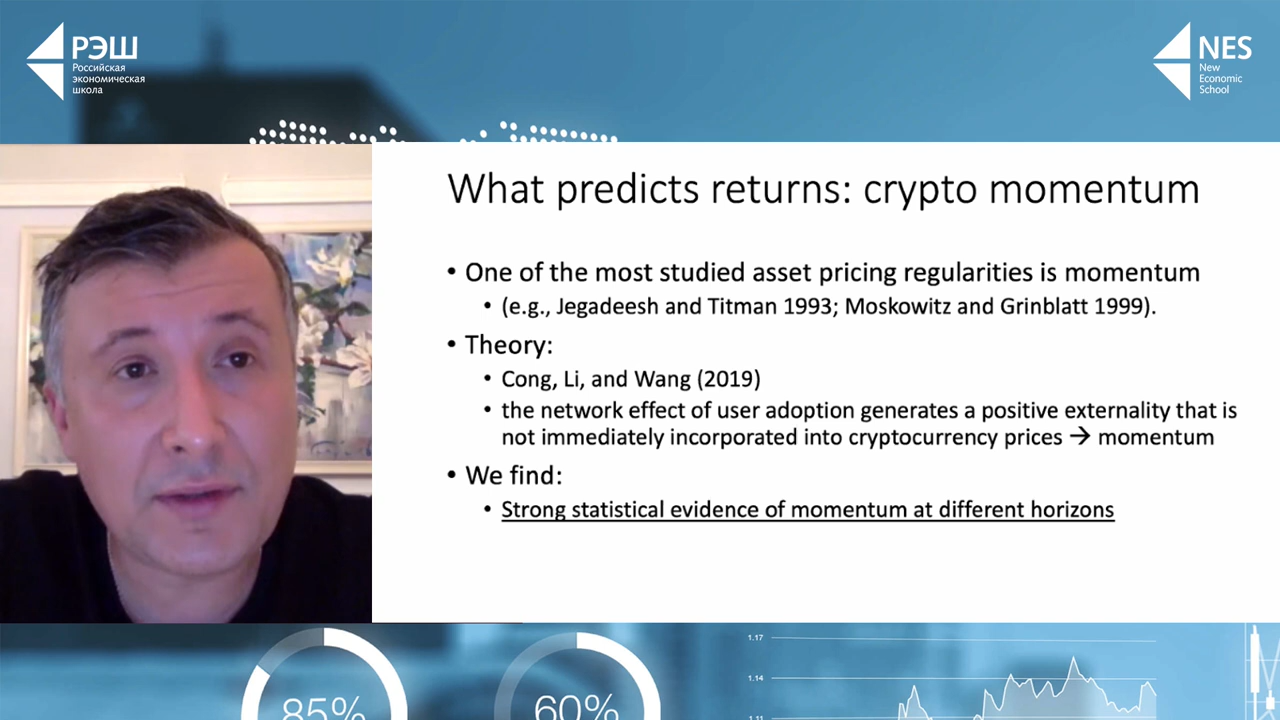 РЭШ
Российская
экономическая
школа
NES
New
Economic
School
What predicts returns: crypto momentum
• One of the most studied asset pricing regularities is momentum
• (e.g., Jegadeesh and Titman 1993; Moskowitz and Grinblatt 1999).
• Theory:
• Cong, Li, and Wang (2019)
• the network effect of user adoption generates a positive externality that is
not immediately incorporated into cryptocurrency prices → momentum
• We find:
• Strong statistical evidence of momentum at different horizons
85%
60%
1.17
1.14
1.11